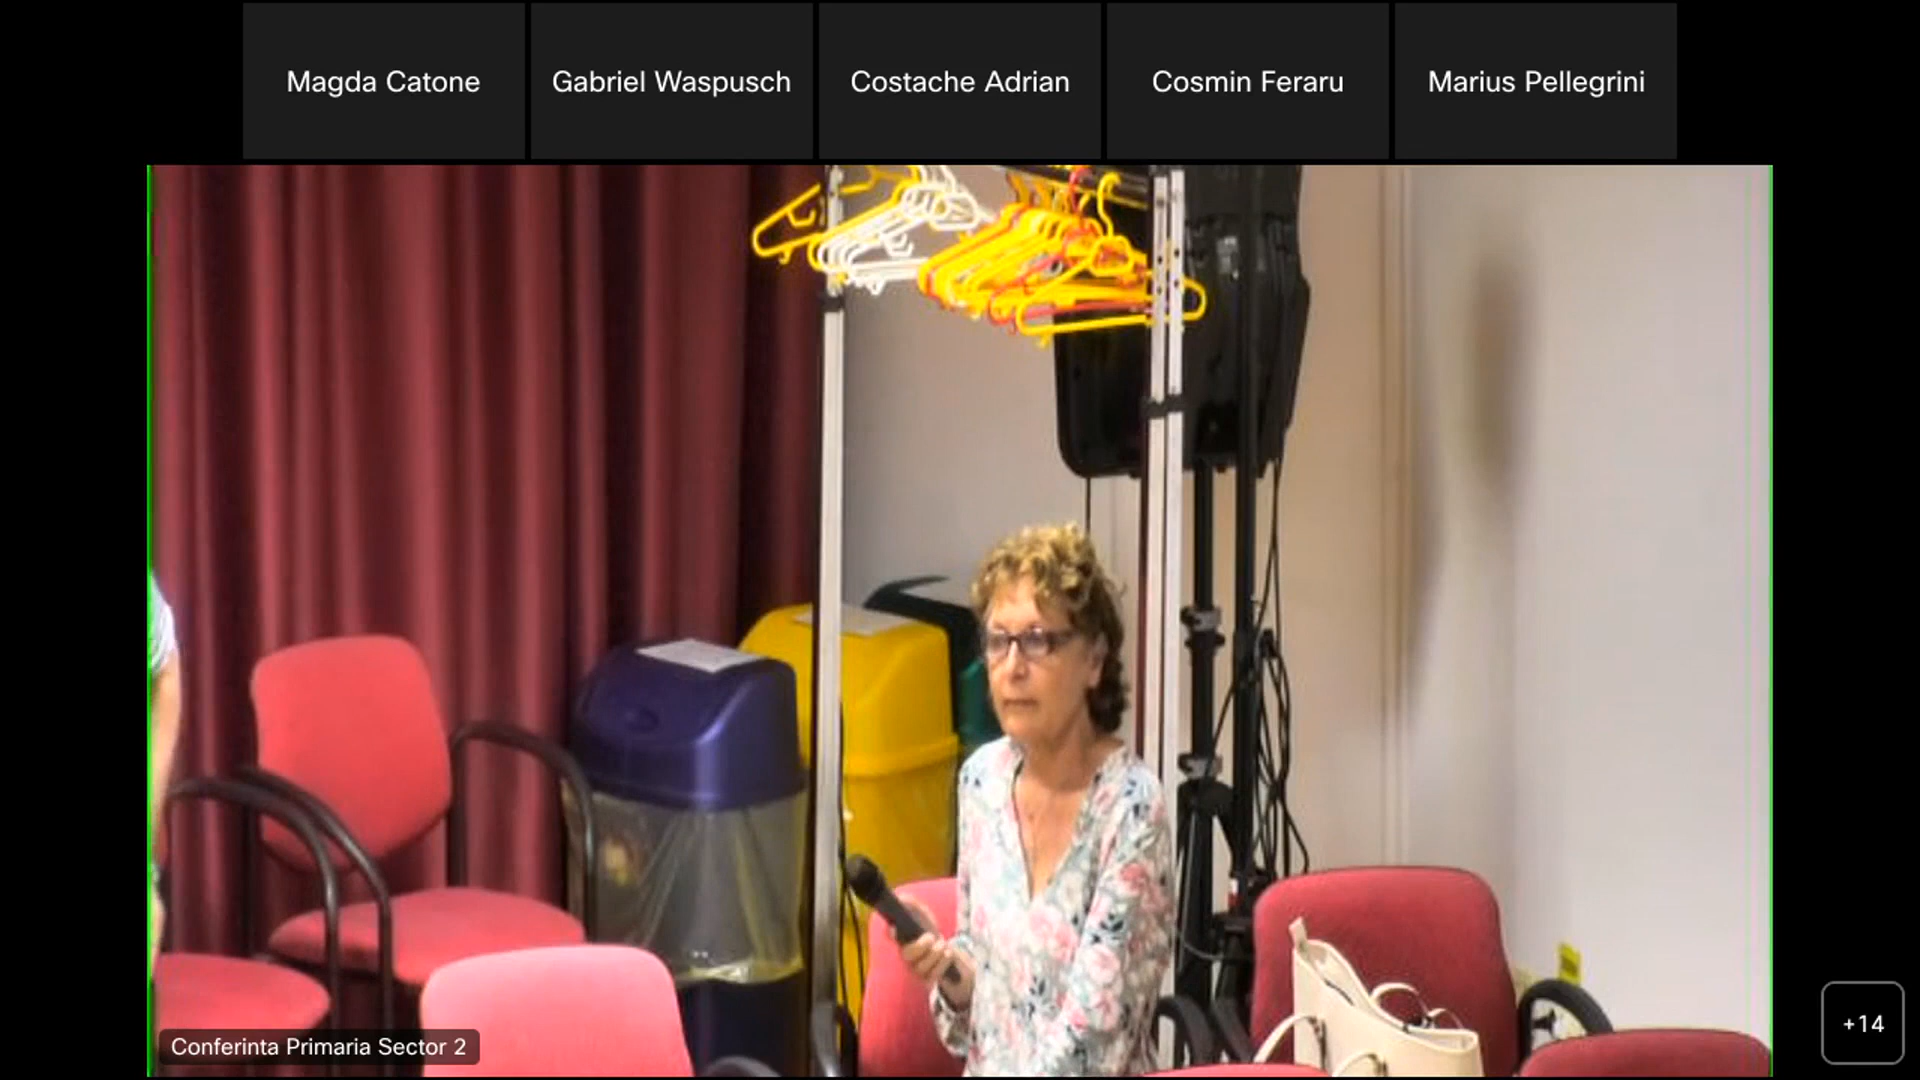 Magda Catone
Gabriel Waspusch
Costache Adrian
Cosmin Feraru
Marius Pellegrini
Conferinta Primaria Sector 2
+14